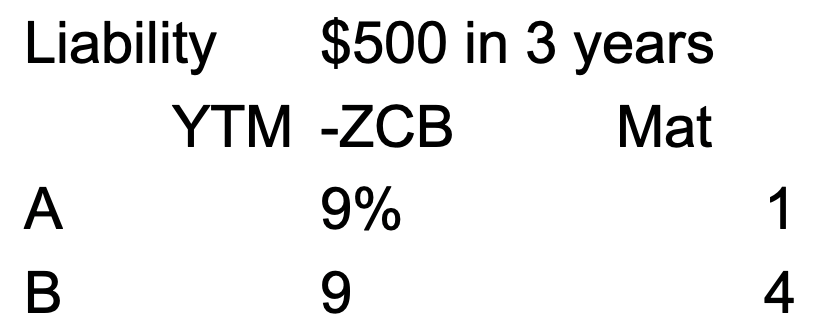 Liability $500 in 3 years
YTM -ZCB Mat
A 9% 1
B 9 4